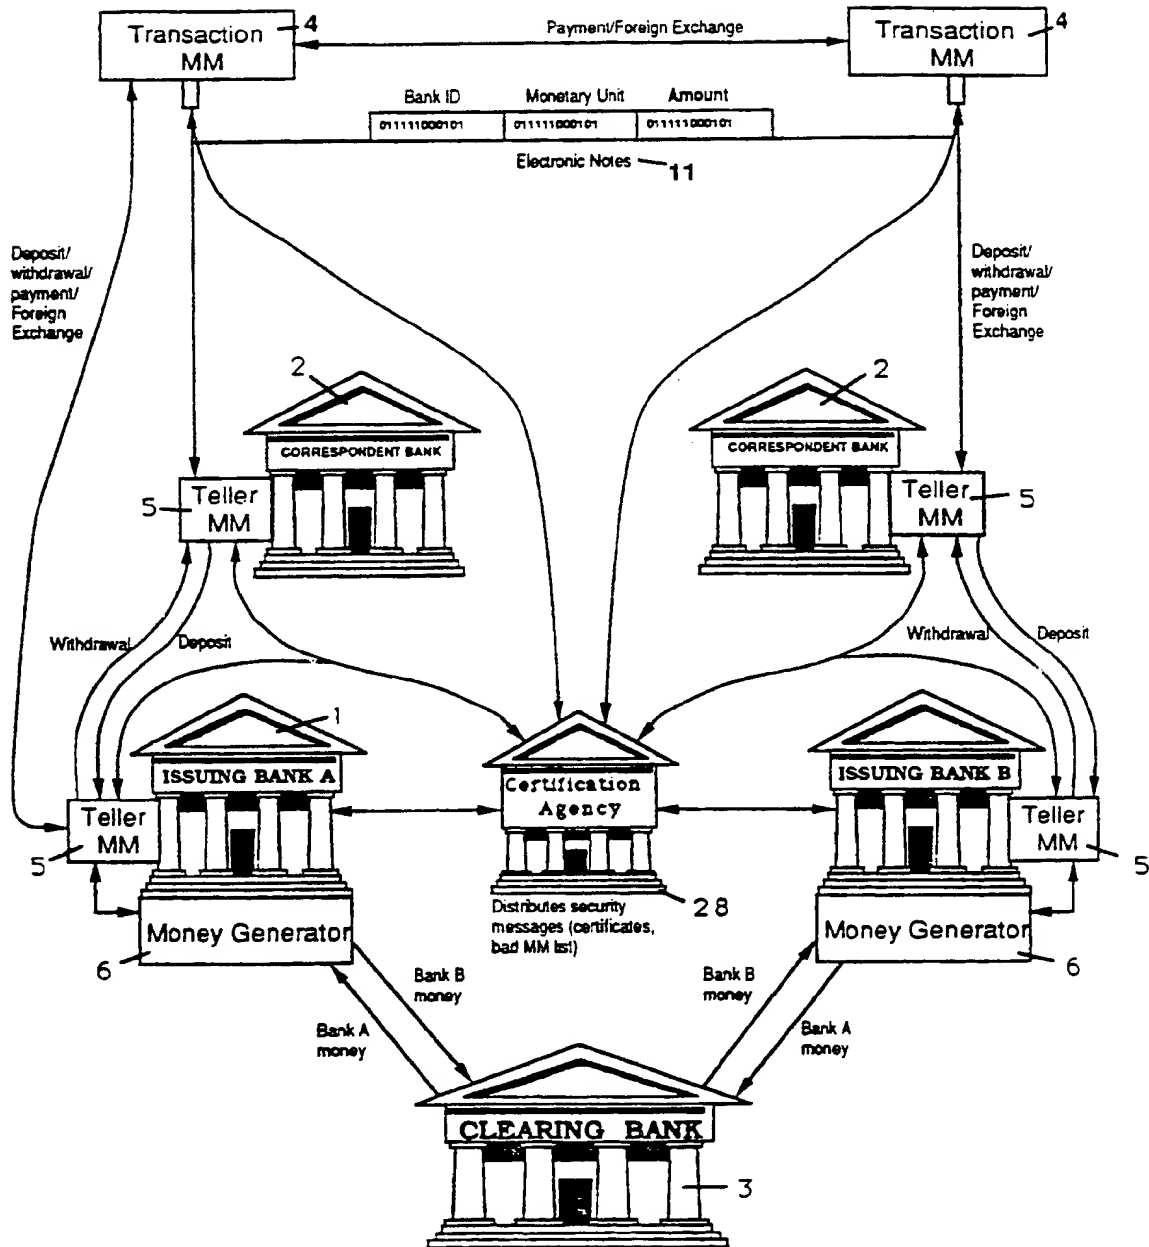 Transaction
MM
4
Payment/Foreign Exchange
Transaction
MM
4
Bank ID
Monetary Unit
Amount
011111000101
011111000101
011111000101
Electronic Notes
11
Deposit/
withdrawal/
payment/
Foreign
Exchange
Deposit/
withdrawal/
payment/
Foreign
Exchange
2
CORRESPONDENT BANK
2
CORRESPONDENT BANK
Teller
MM
5
Teller
MM
5
Withdrawal
Deposit
Withdrawal
Deposit
1
ISSUING BANK A
Certification
Agency
ISSUING BANK B
Teller
MM
5
Teller
MM
5
28
Distributes security
messages (certificates,
bad MM list)
Money Generator
6
Money Generator
6
Bank B
money
Bank A
money
Bank B
money
Bank A
money
CLEARING BANK
3